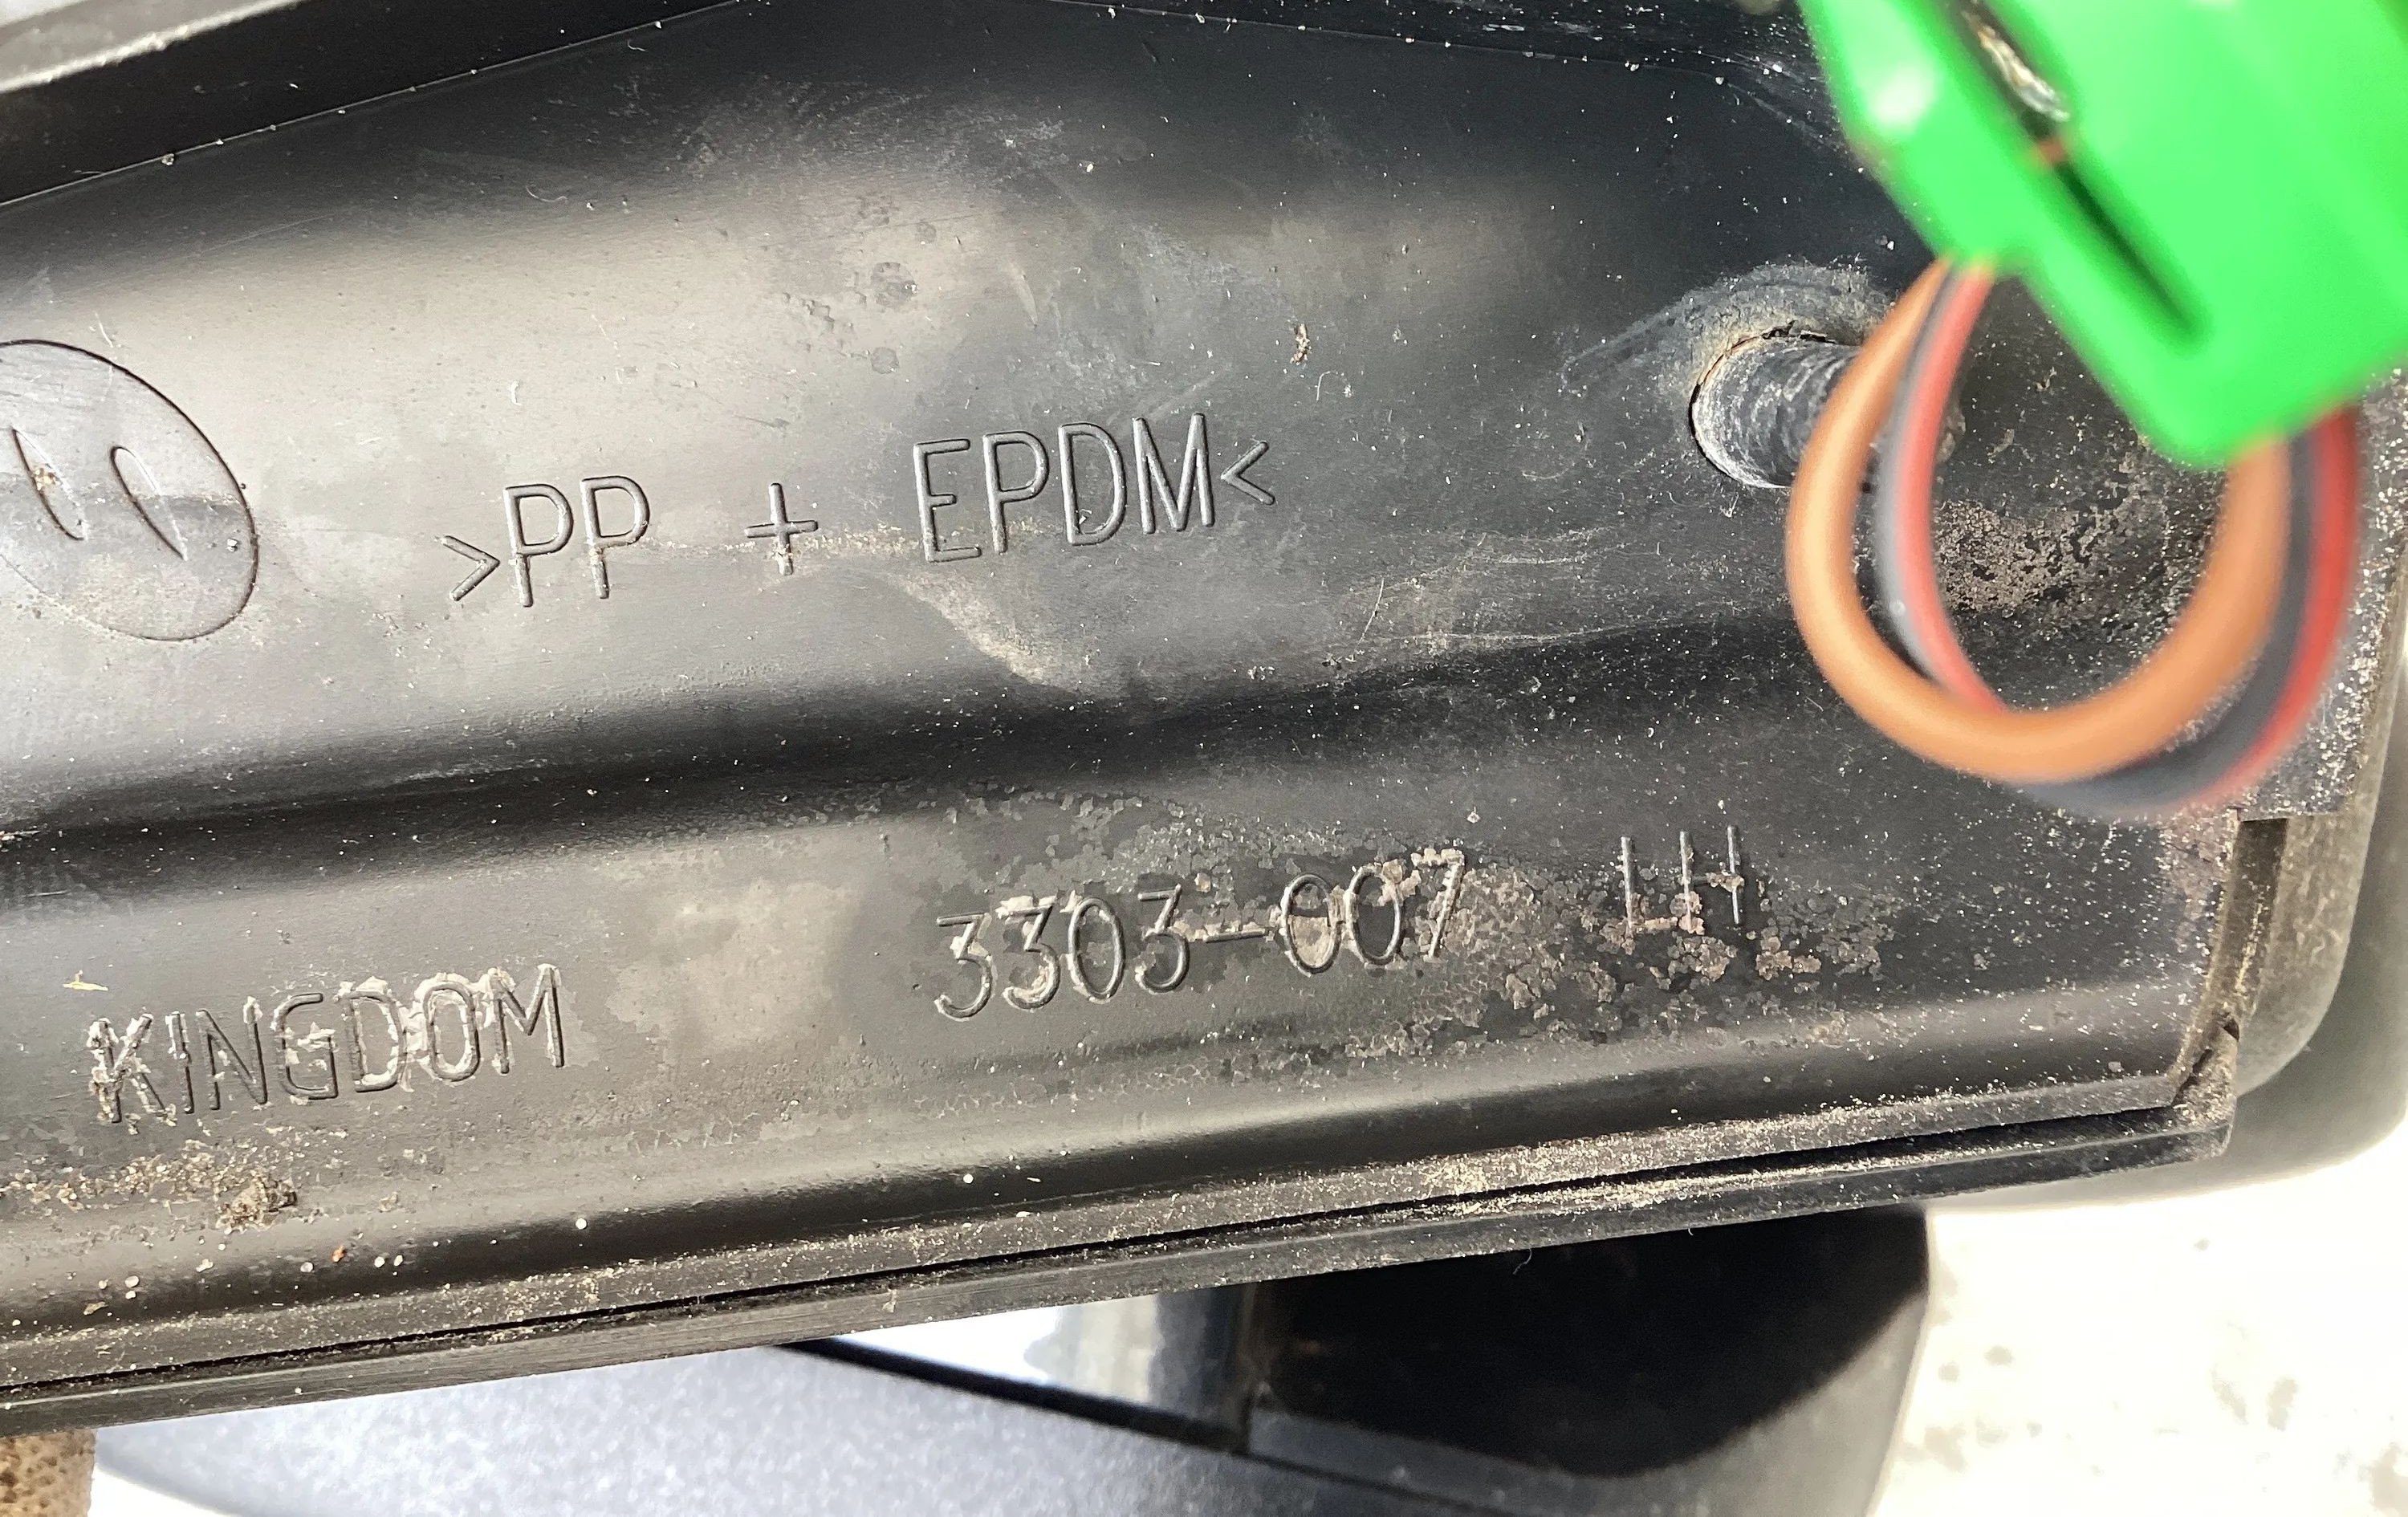 >PP + EPDM<
KINGDOM 3303-007 LH